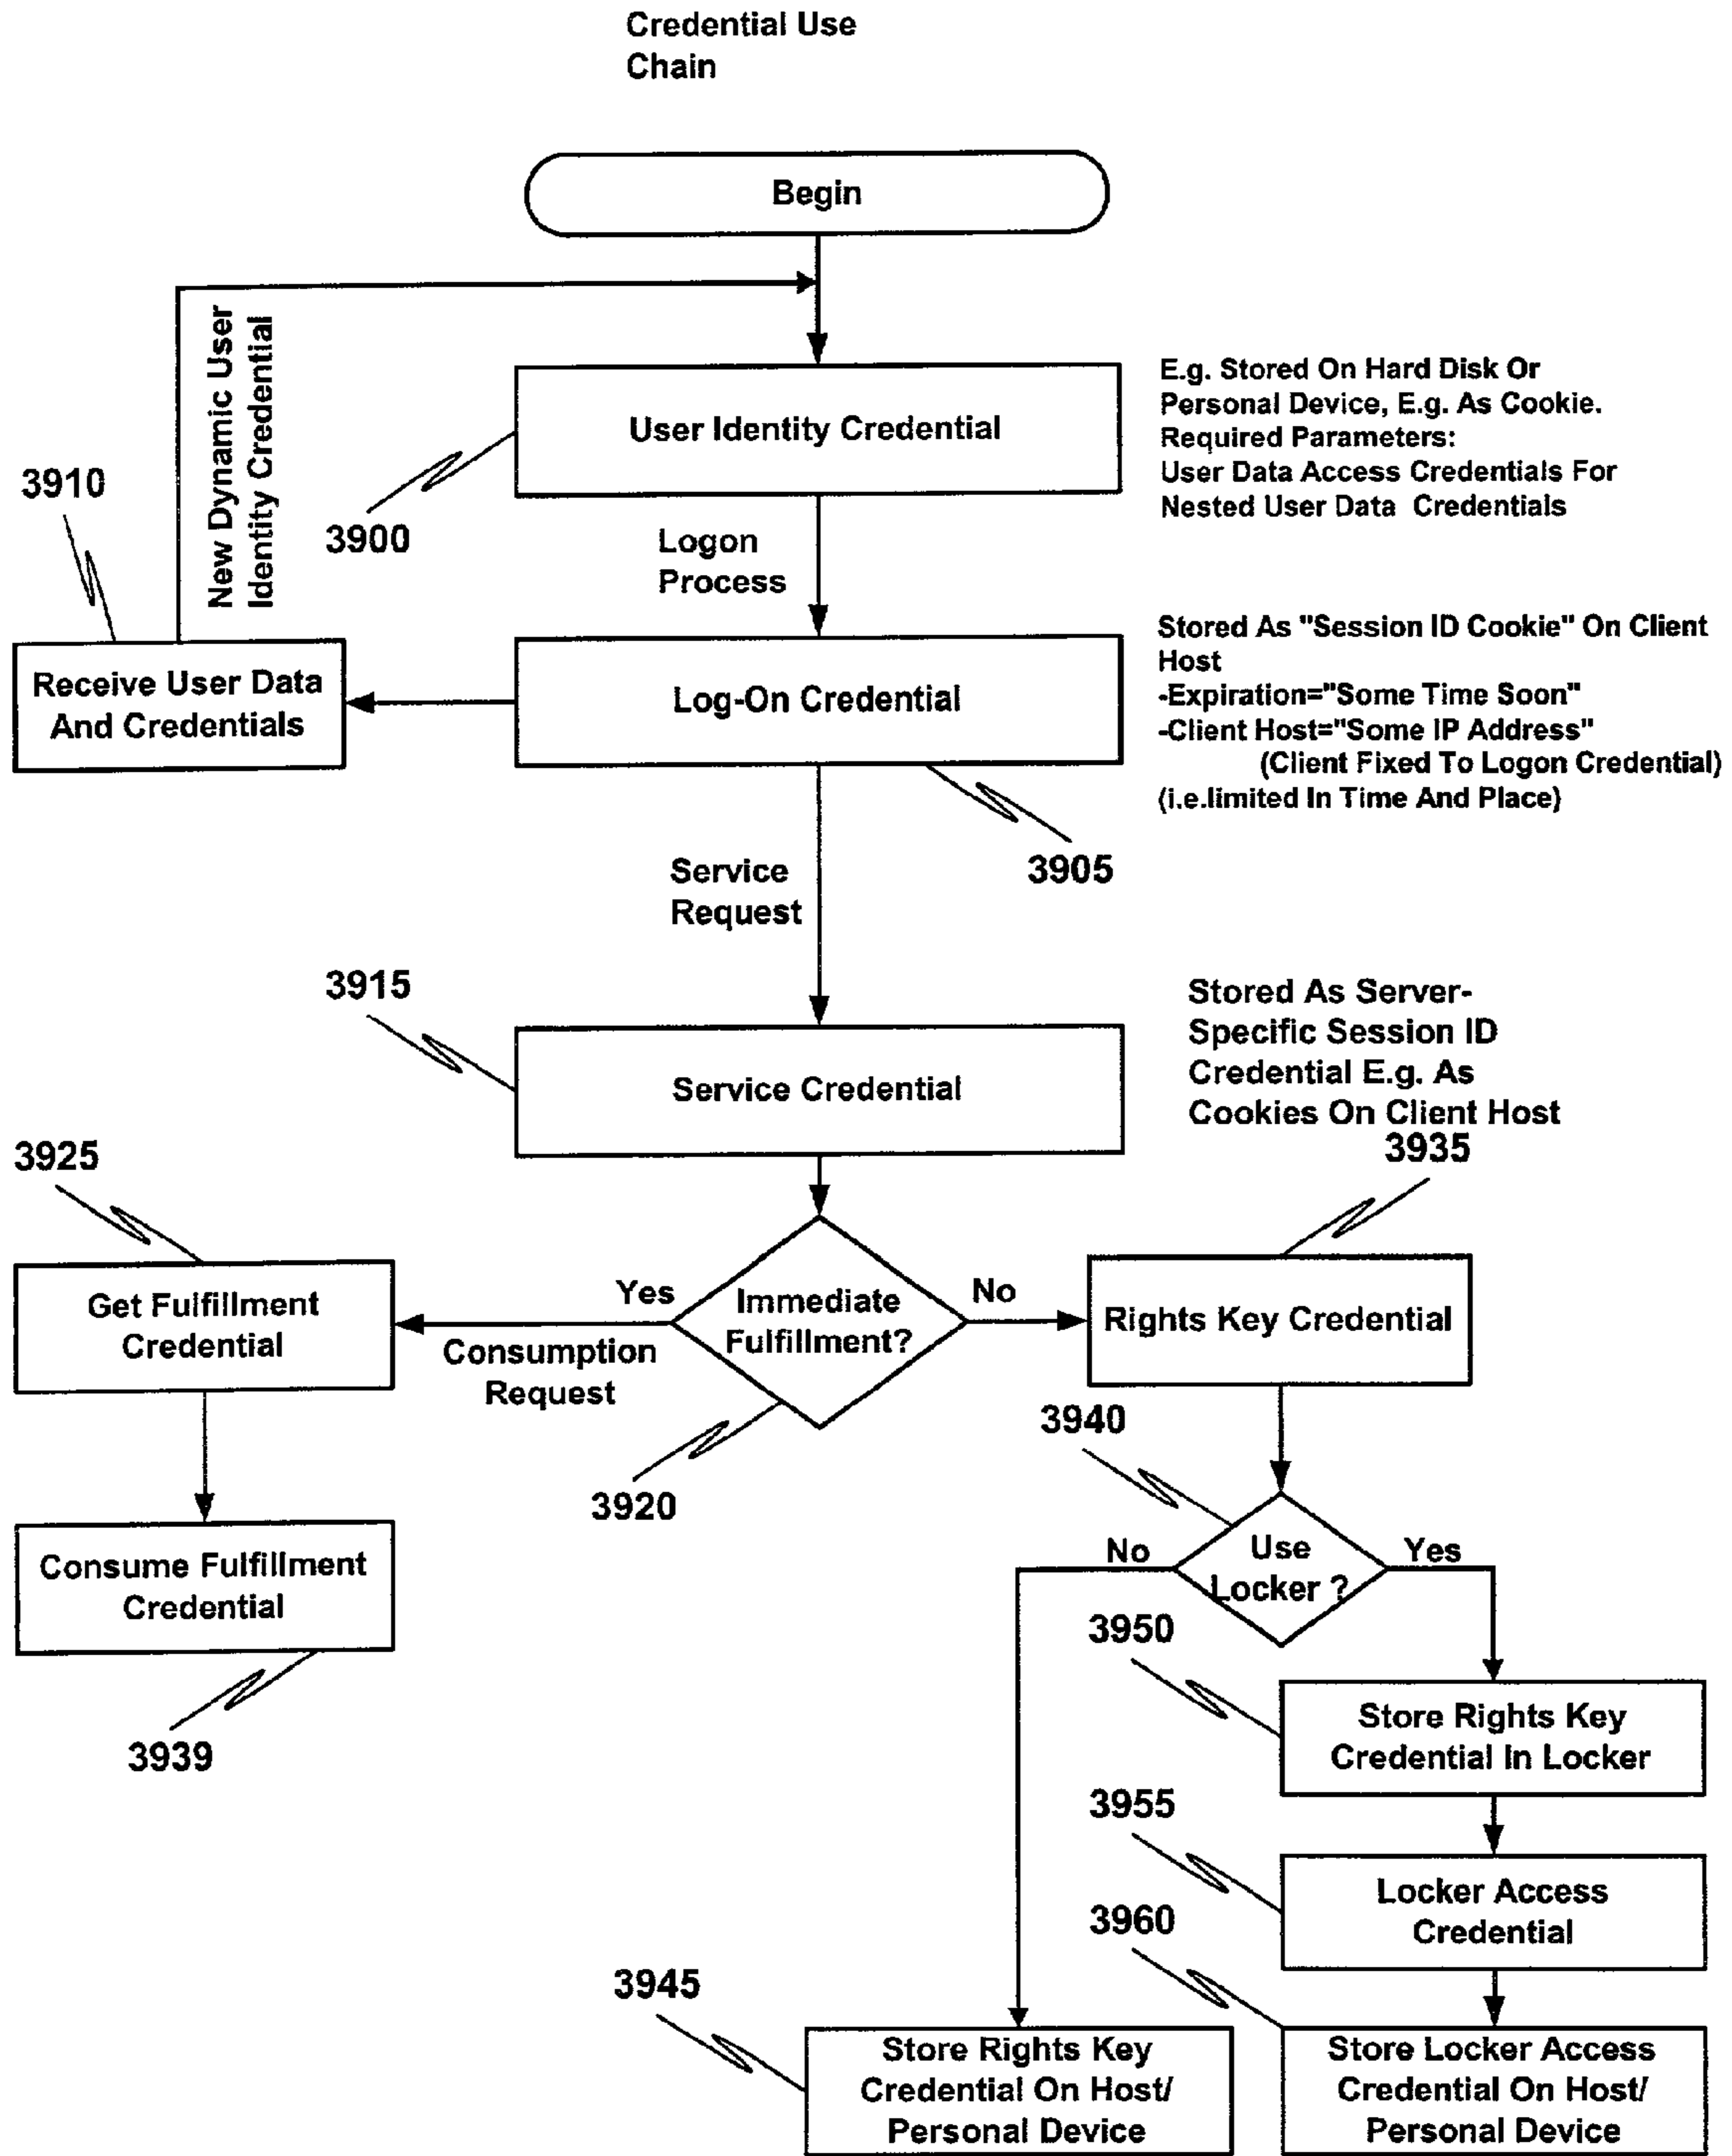 Credential Use
Chain
Begin
New Dynamic User
Identity Credential
User Identity Credential
E.g. Stored On Hard Disk Or
Personal Device, E.g. As Cookie.
Required Parameters:
User Data Access Credentials For
Nested User Data Credentials
3910
3900
Logon
Process
Receive User Data
And Credentials
Log-On Credential
Stored As "Session ID Cookie" On Client
Host
-Expiration="Some Time Soon"
-Client Host="Some IP Address"
(Client Fixed To Logon Credential)
(i.e.limited In Time And Place)
3905
Service
Request
3915
Service Credential
Stored As Server-
Specific Session ID
Credential E.g. As
Cookies On Client Host
3925
3935
Get Fulfillment
Credential
Yes
Consumption
Request
Immediate
Fulfillment?
No
Rights Key Credential
3920
3940
Consume Fulfillment
Credential
3939
No
Use
Locker ?
Yes
3950
Store Rights Key
Credential In Locker
3955
Locker Access
Credential
3960
3945
Store Rights Key
Credential On Host/
Personal Device
Store Locker Access
Credential On Host/
Personal Device